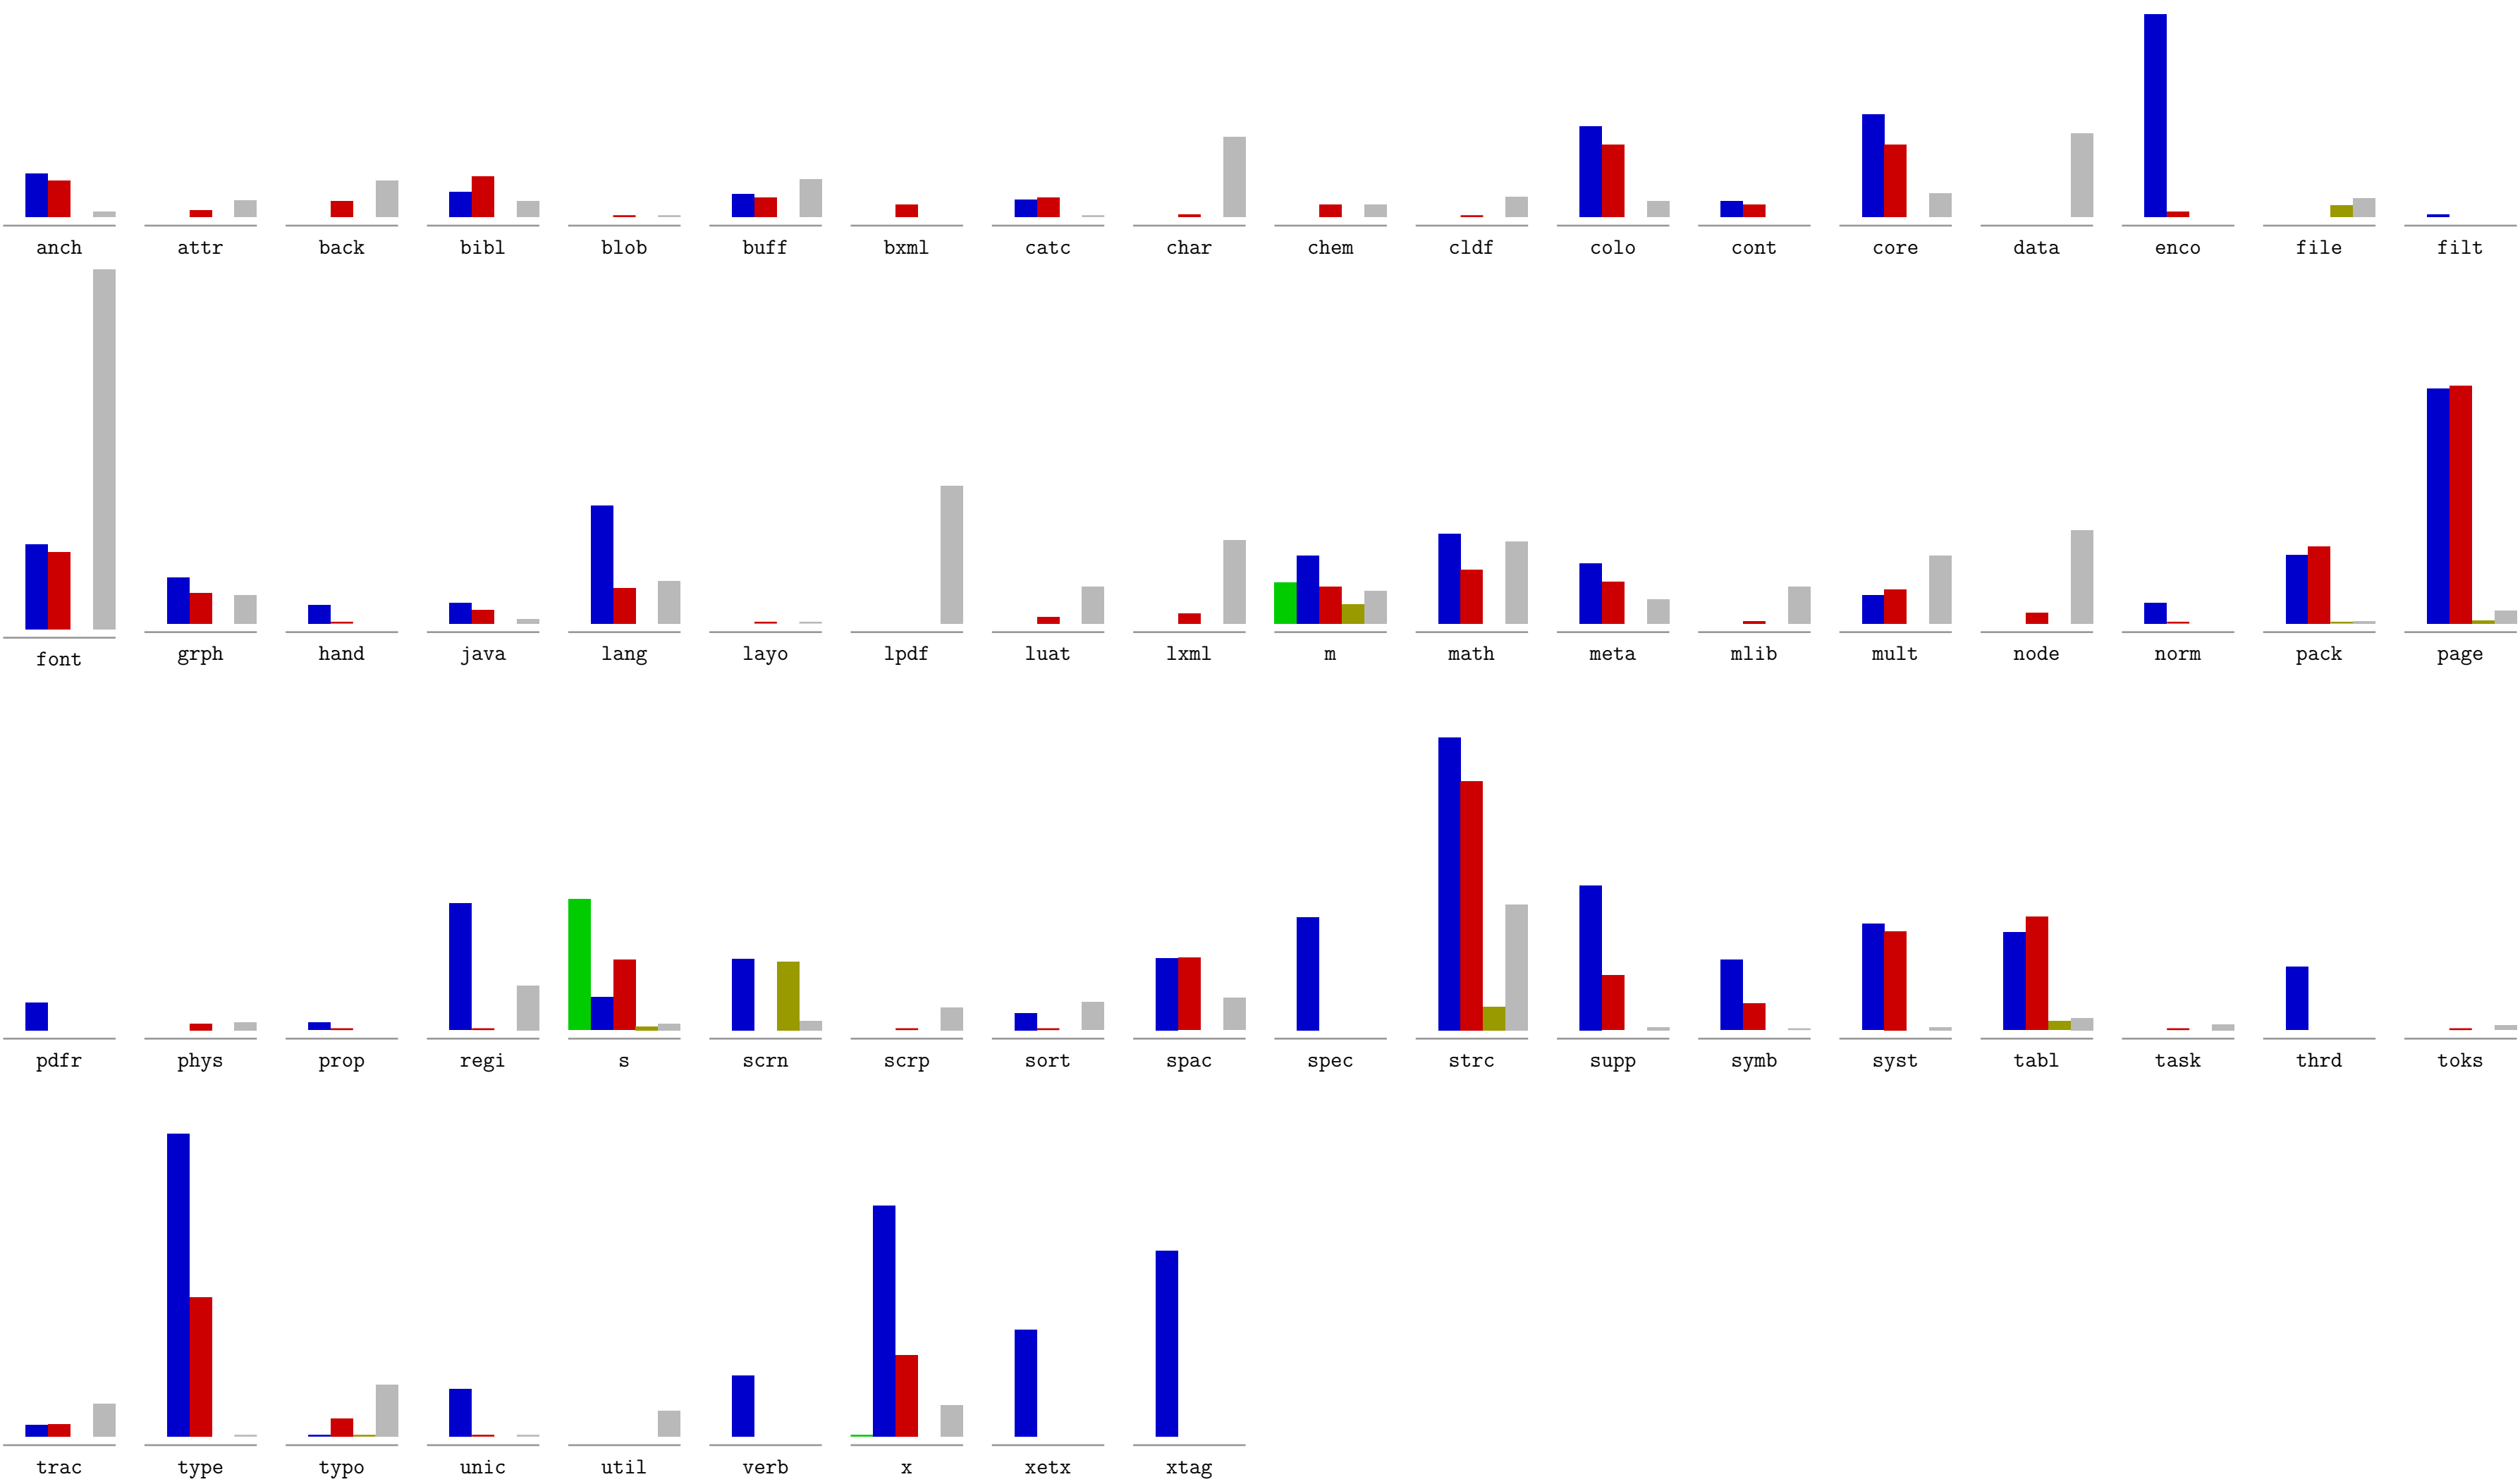 anch attr back bibl blob buff bxml catc char chem cldf colo cont core data enco file filt
font grph hand java lang layo lpdf luat lxml m math meta mlib mult node norm pack page
pdfr phys prop regi s scrn scrp sort spac spec strc supp symb syst tabl task thrd toks
trac type typo unic util verb x xetx xtag